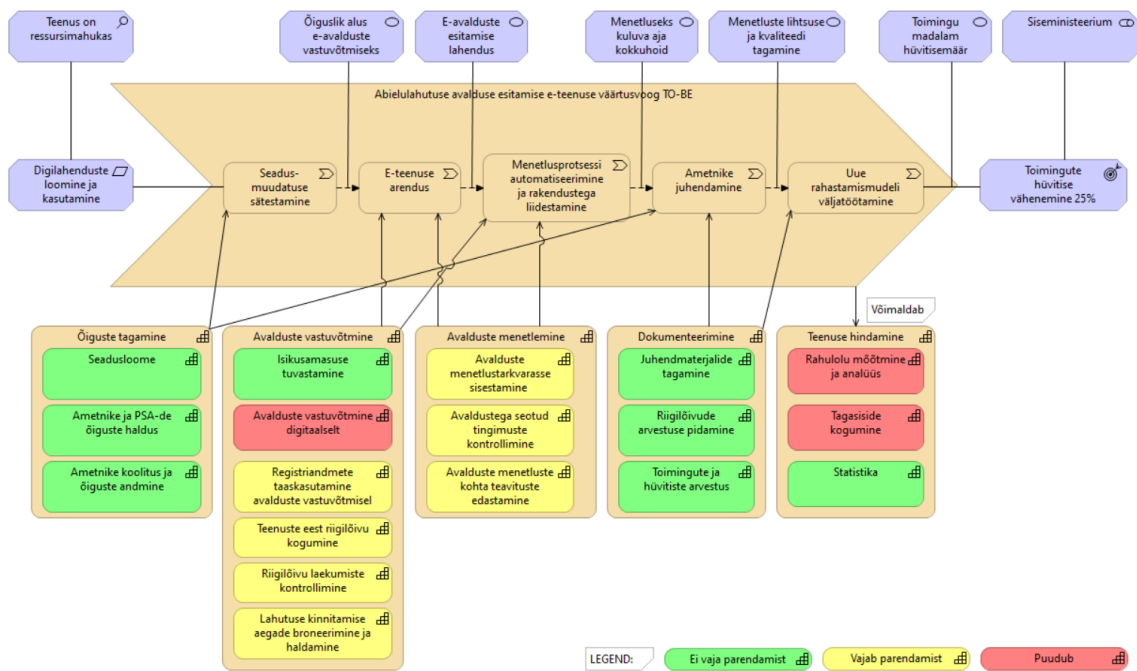 Teenus on
ressursimahukas
Õiguslik alus
e-avalduste
vastuvõtmiseks
E-avalduste
esitamise
lahendus
Menetluseks
kuluva aja
kokkuhoid
Menetluste lihtsuse
ja kvaliteedi
tagamine
Toimingu
madalam
hüvitisemäär
Siseministeerium
Abielulahutuse avalduse esitamise e-teenuse väärtusvoog TO-BE
Digilahenduste
loomine ja
kasutamine
Seadus-
muudatuse
sätestamine
E-teenuse
arendus
Menetlusprotsessi
automatiseerimine
ja rakendustega
liidestamine
Ametnike
juhendamine
Uue
rahastamismudeli
väljatöötamine
Toimingute
hüvitise
vähenemine 25%
Võimaldab
Õiguste tagamine
Seadusloome
Ametnike ja PSA-de
õiguste haldus
Ametnike koolitus ja
õiguste andmine
Avalduste vastuvõtmine
Isikusamasuse
tuvastamine
Avalduste vastuvõtmine
digitaalselt
Registriandmete
taaskasutamine
avalduste vastuvõtmisel
Teenuste eest riigilõivu
kogumine
Riigilõivu laekumiste
kontrollimine
Lahutuse kinnitamise
aegade broneerimine ja
haldamine
Avalduste menetlemine
Avalduste
menetlustarkvarasse
sisestamine
Avaldustega seotud
tingimuste
kontrollimine
Avalduste menetluste
kohta teavituste
edastamine
Dokumenteerimine
Juhendmaterjalide
tagamine
Riigilõivude
arvestuse pidamine
Toimingute ja
hüvitiste arvestus
Teenuse hindamine
Rahulolu mõõtmine
ja analüüs
Tagasiside
kogumine
Statistika
LEGEND:
Ei vaja parendamist
Vajab parendamist
Puudub